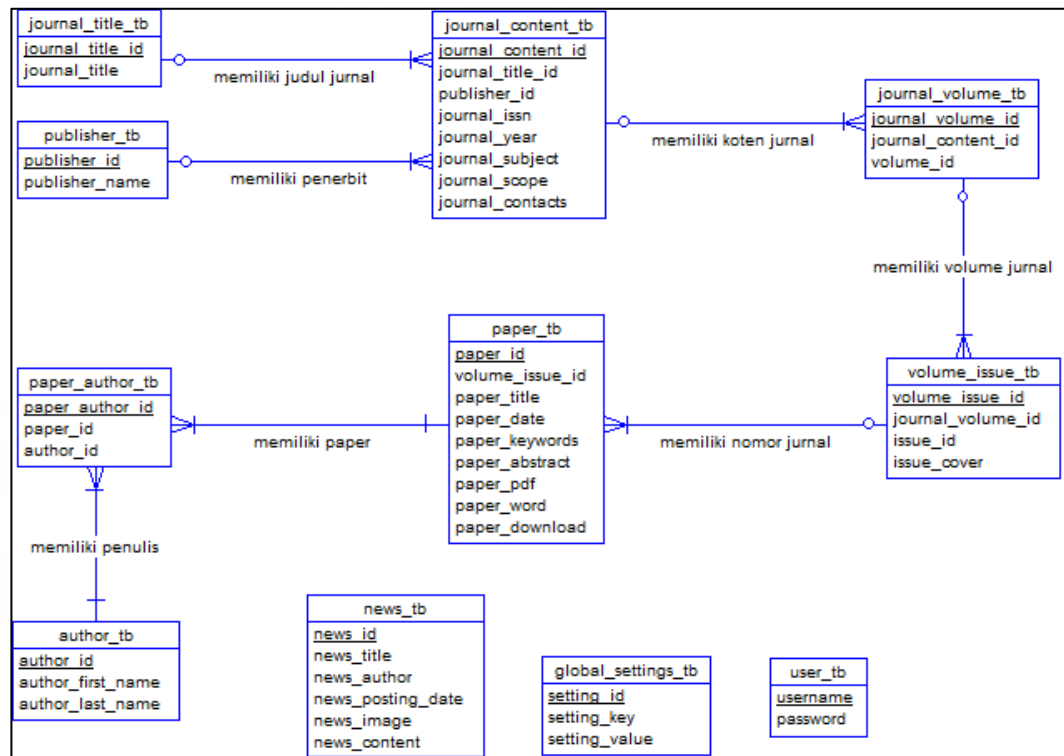 journal_title_tb
journal_title_id
journal_title
memiliki judul jurnal
journal_content_tb
journal_content_id
journal_title_id
publisher_id
journal_issn
journal_year
journal_subject
journal_scope
journal_contacts
publisher_tb
publisher_id
publisher_name
memiliki penerbit
memiliki koten jurnal
journal_volume_tb
journal_volume_id
journal_content_id
volume_id
memiliki volume jurnal
paper_author_tb
paper_author_id
paper_id
author_id
memiliki paper
paper_tb
paper_id
volume_issue_id
paper_title
paper_date
paper_keywords
paper_abstract
paper_pdf
paper_word
paper_download
memiliki nomor jurnal
volume_issue_tb
volume_issue_id
journal_volume_id
issue_id
issue_cover
memiliki penulis
author_tb
author_id
author_first_name
author_last_name
news_tb
news_id
news_title
news_author
news_posting_date
news_image
news_content
global_settings_tb
setting_id
setting_key
setting_value
user_tb
username
password